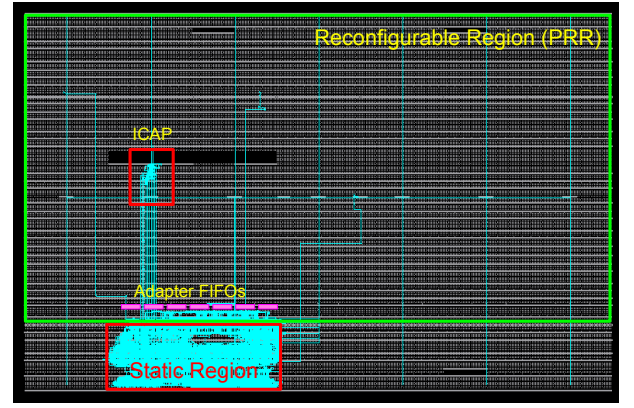 Reconfigurable Region (PRR)
ICAP
Adapter FIFOs
Static Region